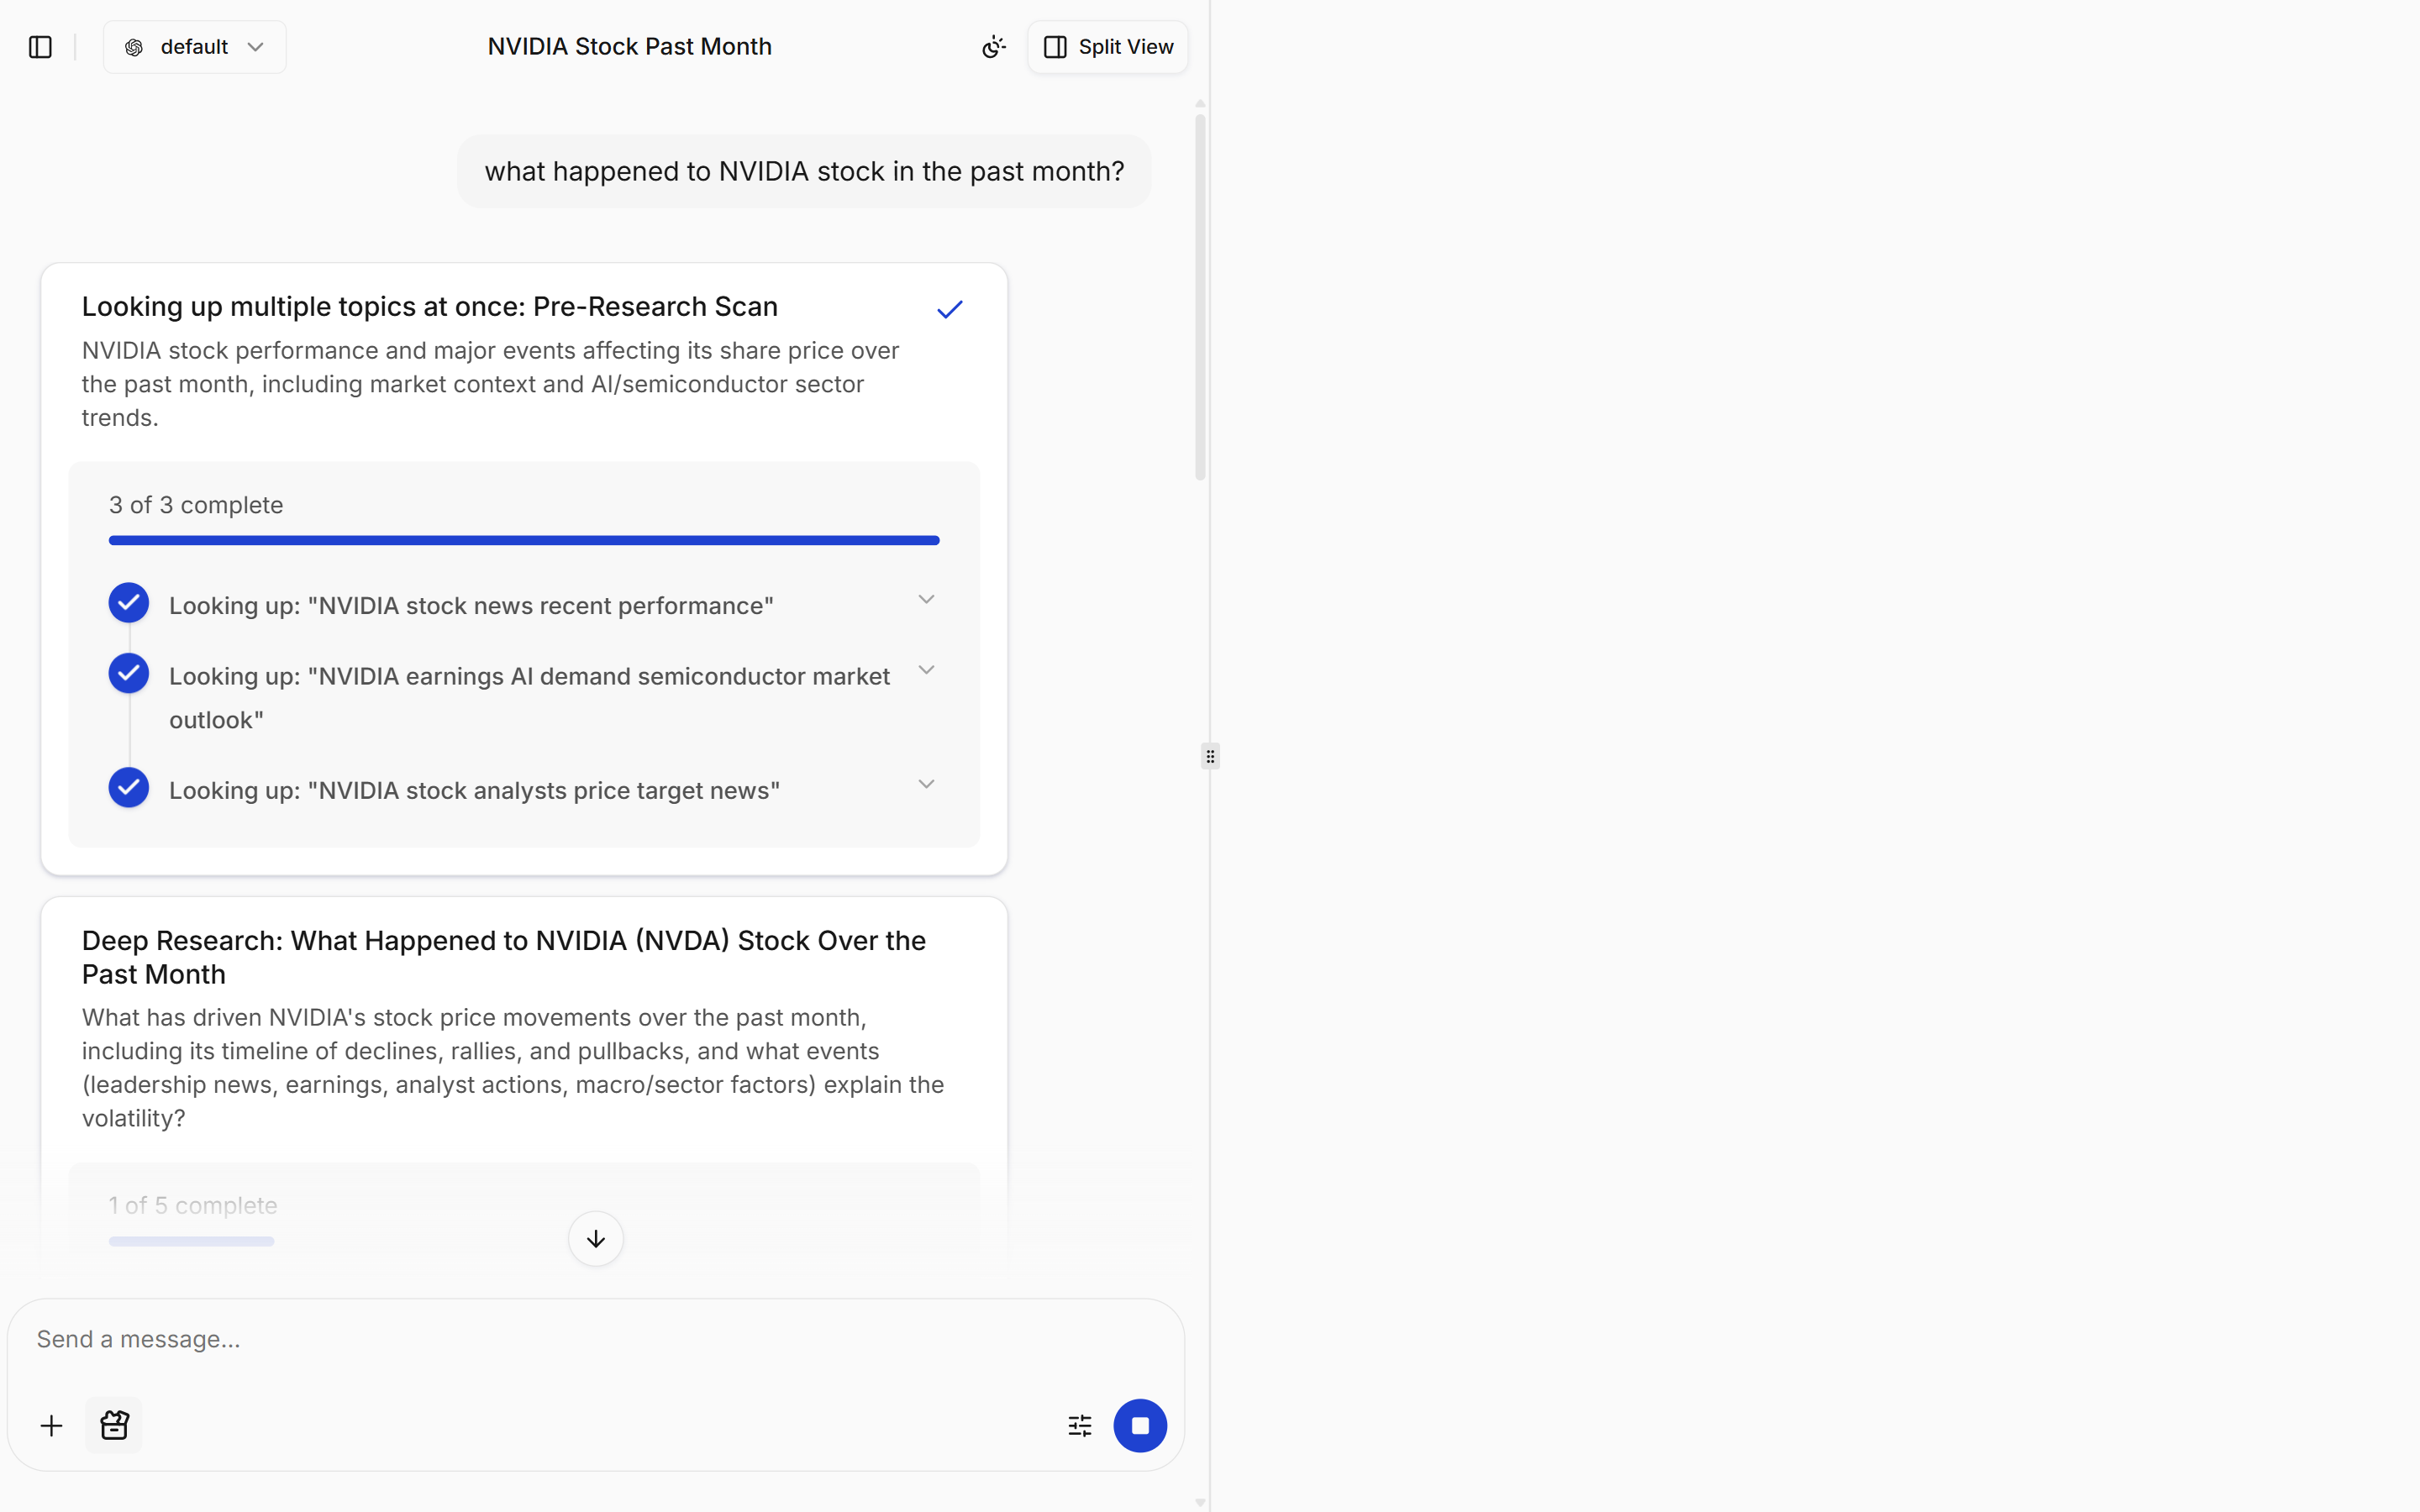 default
NVIDIA Stock Past Month
Split View
what happened to NVIDIA stock in the past month?
Looking up multiple topics at once: Pre-Research Scan
NVIDIA stock performance and major events affecting its share price over
the past month, including market context and AI/semiconductor sector
trends.
3 of 3 complete
Looking up: "NVIDIA stock news recent performance"
Looking up: "NVIDIA earnings AI demand semiconductor market
outlook"
Looking up: "NVIDIA stock analysts price target news"
Deep Research: What Happened to NVIDIA (NVDA) Stock Over the
Past Month
What has driven NVIDIA's stock price movements over the past month,
including its timeline of declines, rallies, and pullbacks, and what events
(leadership news, earnings, analyst actions, macro/sector factors) explain the
volatility?
1 of 5 complete
Send a message...